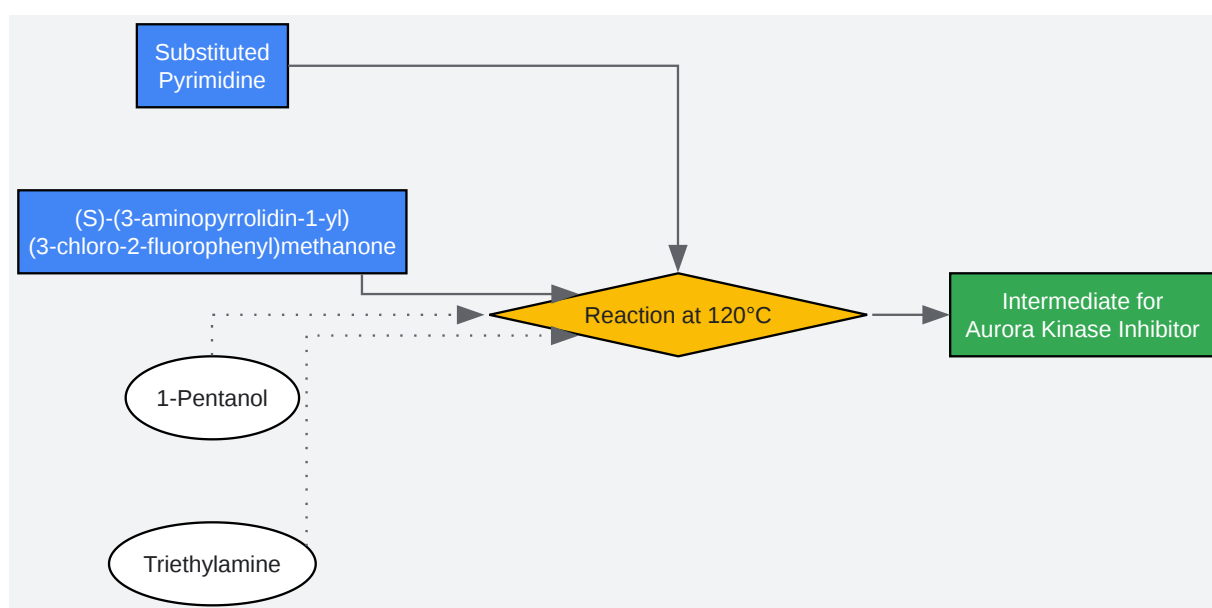 Substituted
Pyrimidine
(S)-(3-aminopyrrolidin-1-yl)
(3-chloro-2-fluorophenyl)methanone
Reaction at 120°C
Intermediate for
Aurora Kinase Inhibitor
1-Pentanol
Triethylamine